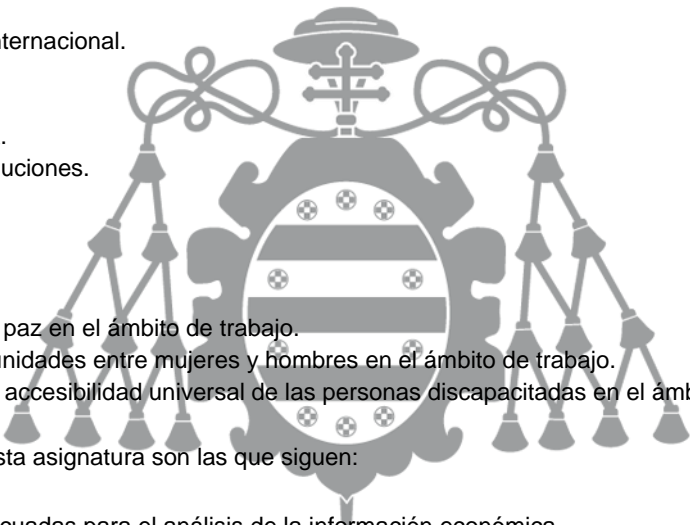 nternacional.
.
uciones.
paz en el ámbito de trabajo.
unidades entre mujeres y hombres en el ámbito de trabajo.
accesibilidad universal de las personas discapacitadas en el ámb
sta asignatura son las que siguen:
cuadas para el análisis de la información económica